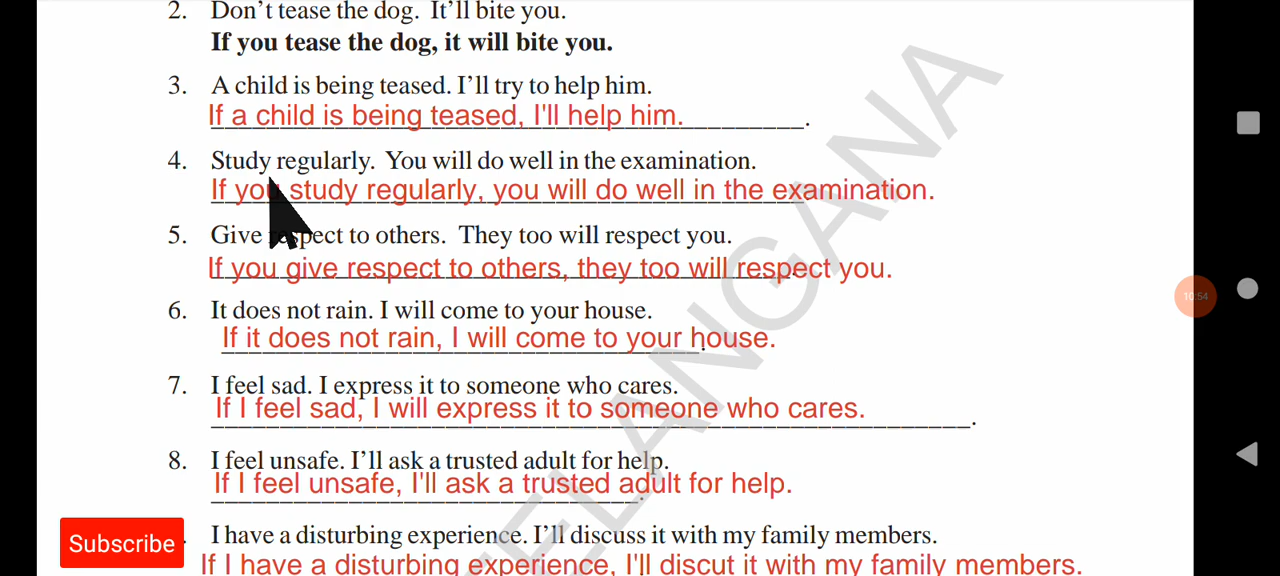 2. Don't tease the dog. It'll bite you.
If you tease the dog, it will bite you.
3. A child is being teased. I'll try to help him.
If a child is being teased, I'll help him.
4. Study regularly. You will do well in the examination.
If you study regularly, you will do well in the examination.
5. Give respect to others. They too will respect you.
If you give respect to others, they too will respect you.
6. It does not rain. I will come to your house.
If it does not rain, I will come to your house.
7. I feel sad. I express it to someone who cares.
If I feel sad, I will express it to someone who cares.
8. I feel unsafe. I'll ask a trusted adult for help.
If I feel unsafe, I'll ask a trusted adult for help.
I have a disturbing experience. I'll discuss it with my family members.
If I have a disturbing experience, I'll discut it with my family members.
TELANGANA
Subscribe
10:54